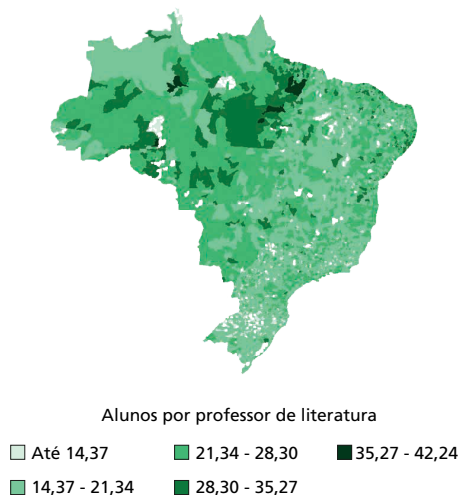 Alunos por professor de literatura
Até 14,37
21,34 - 28,30
35,27 - 42,24
14,37 - 21,34
28,30 - 35,27